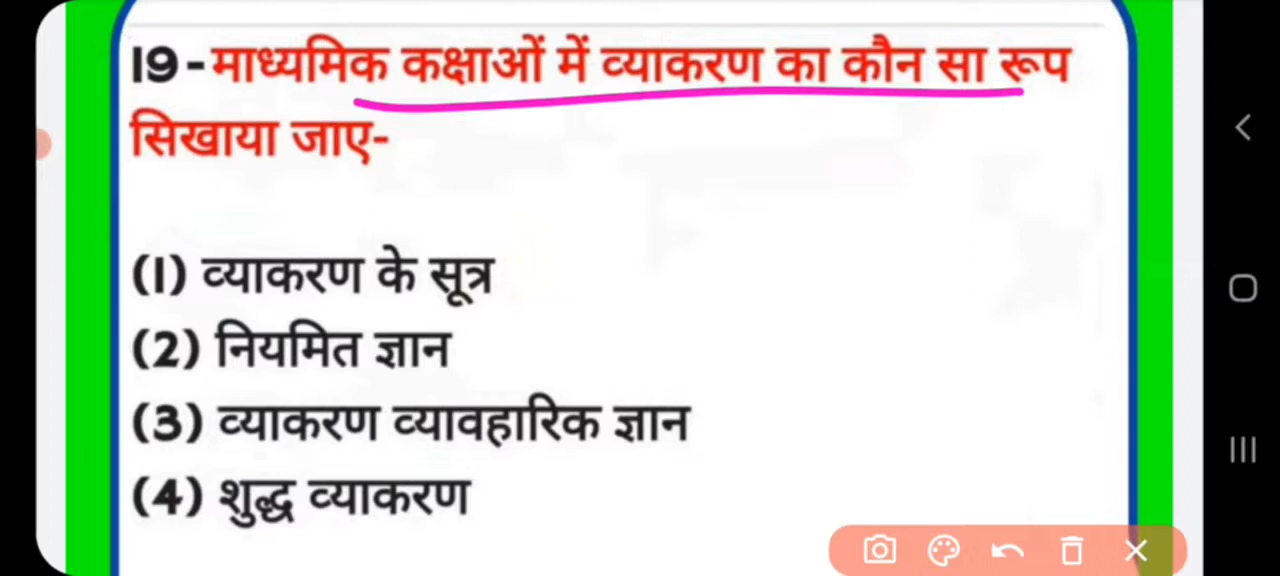 19-माध्यमिक कक्षाओं में व्याकरण का कौन सा रूप
सिखाया जाए-
(1) व्याकरण के सूत्र
(2) नियमित ज्ञान
(3) व्याकरण व्यावहारिक ज्ञान
(4) शुद्ध व्याकरण